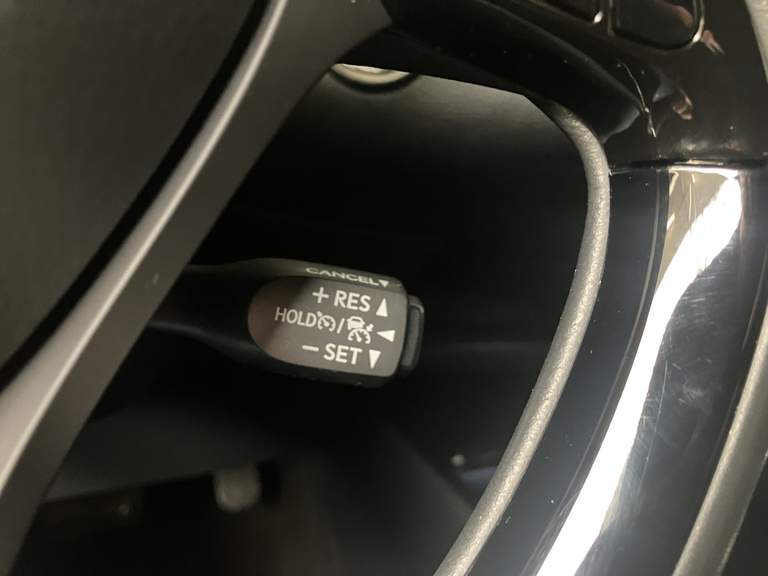 CANCEL
+ RES
HOLD /
− SET